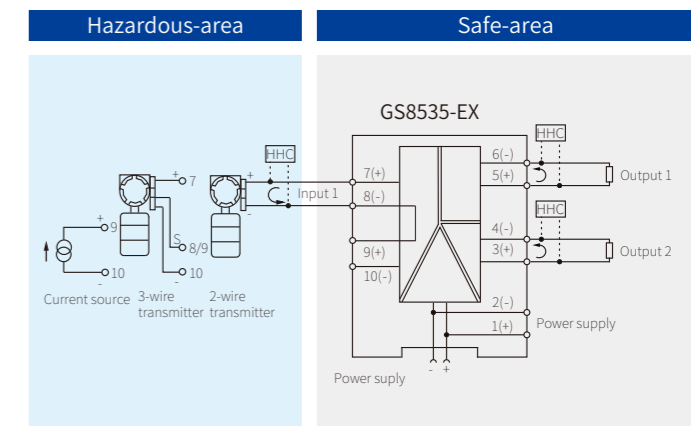 Hazardous-area
Safe-area
GS8535-EX
HHC
HHC
HHC
+
7
+
-
Input 1
7(+)
8(-)
9(+)
10(-)
6(-)
5(+)
Output 1
4(-)
3(+)
Output 2
2(-)
1(+)
Power supply
+
9
10
-
S
8/9
10
-
Current source
3-wire
transmitter
2-wire
transmitter
Power suply
- +